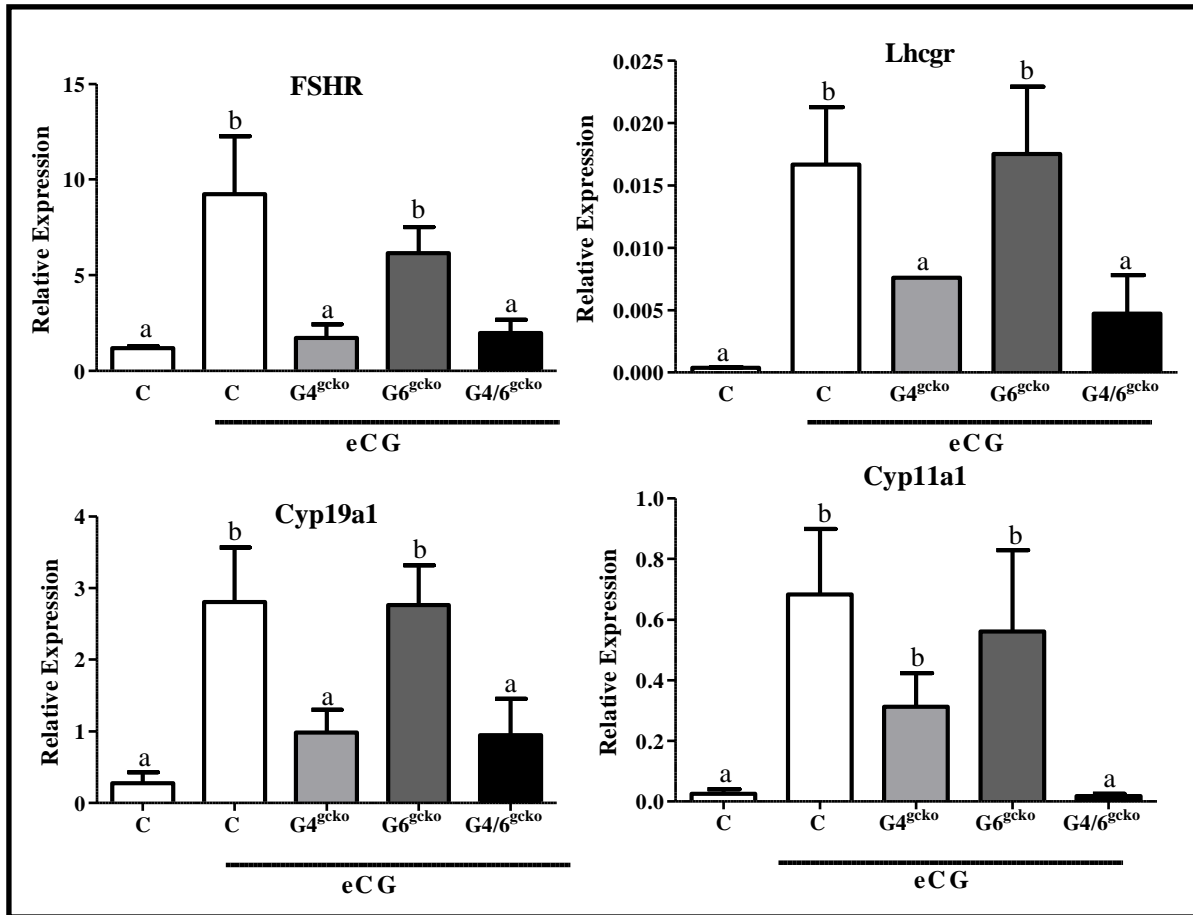 FSHR
Relative Expression
15
10
5
0
b
b
a
a
a
C
C
G4gcko
G6gcko
G4/6gcko
eCG
Lhcgr
Relative Expression
0.025
0.020
0.015
0.010
0.005
0.000
b
b
a
a
a
C
C
G4gcko
G6gcko
G4/6gcko
eCG
Cyp19a1
Relative Expression
4
3
2
1
0
b
b
a
a
a
C
C
G4gcko
G6gcko
G4/6gcko
eCG
Cyp11a1
Relative Expression
1.0
0.8
0.6
0.4
0.2
0.0
b
b
b
a
a
C
C
G4gcko
G6gcko
G4/6gcko
eCG